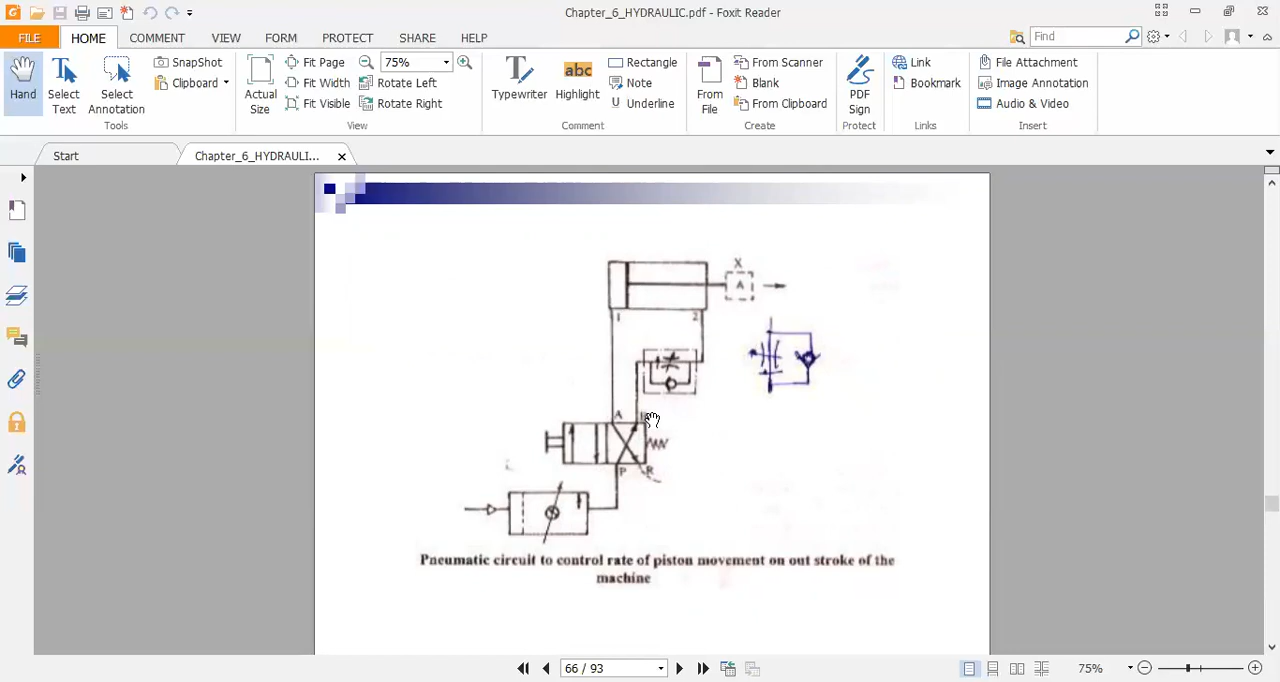 Chapter_6_HYDRAULIC.pdf - Foxit Reader
FILE HOME COMMENT VIEW FORM PROTECT SHARE HELP
Find
Hand
Select Text
Select Annotation
SnapShot
Clipboard
Tools
Actual Size
Fit Page
Fit Width
Fit Visible
75%
Rotate Left
Rotate Right
View
Typewriter
abc
Highlight
Rectangle
Note
U Underline
Comment
From File
From Scanner
Blank
From Clipboard
Create
PDF Sign
Protect
Link
Bookmark
Links
File Attachment
Image Annotation
Audio & Video
Insert
Start
Chapter_6_HYDRAULI...
X
A
1 2
A
P R
Pneumatic circuit to control rate of piston movement on out stroke of the
machine
66 / 93
75%